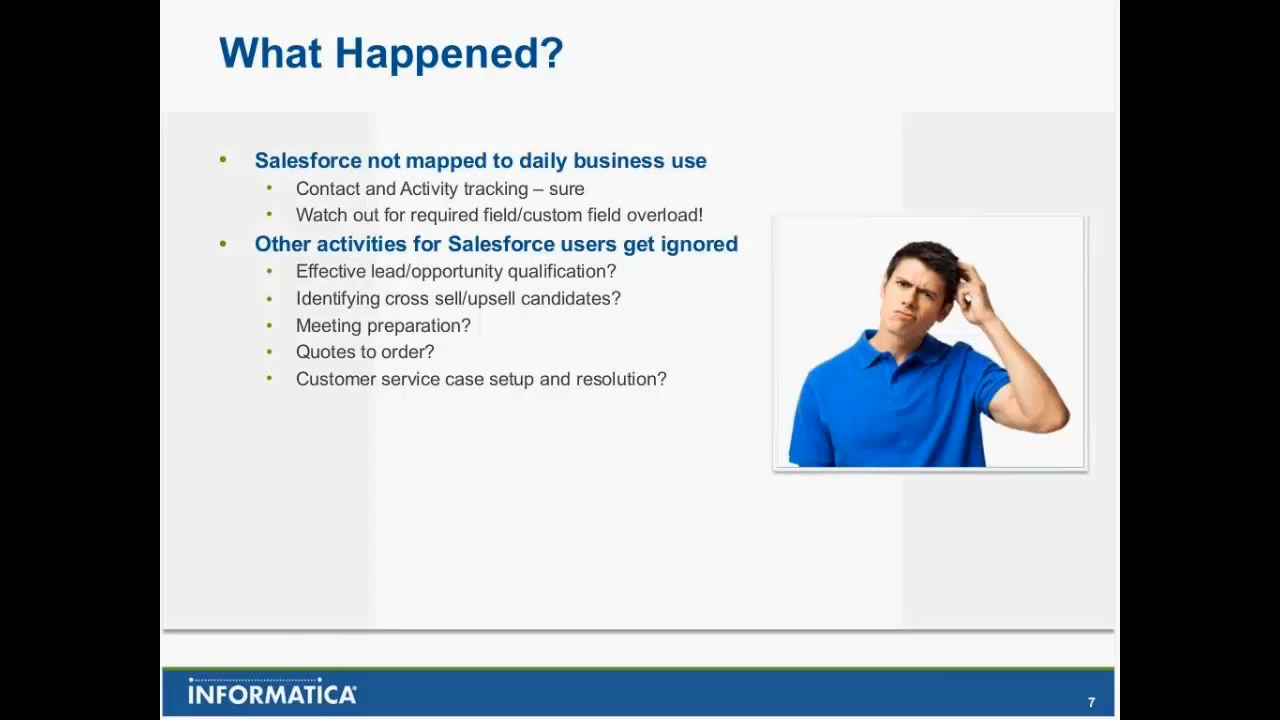 What Happened?
• Salesforce not mapped to daily business use
• Contact and Activity tracking – sure
• Watch out for required field/custom field overload!
• Other activities for Salesforce users get ignored
• Effective lead/opportunity qualification?
• Identifying cross sell/upsell candidates?
• Meeting preparation?
• Quotes to order?
• Customer service case setup and resolution?
INFORMATICA®
7